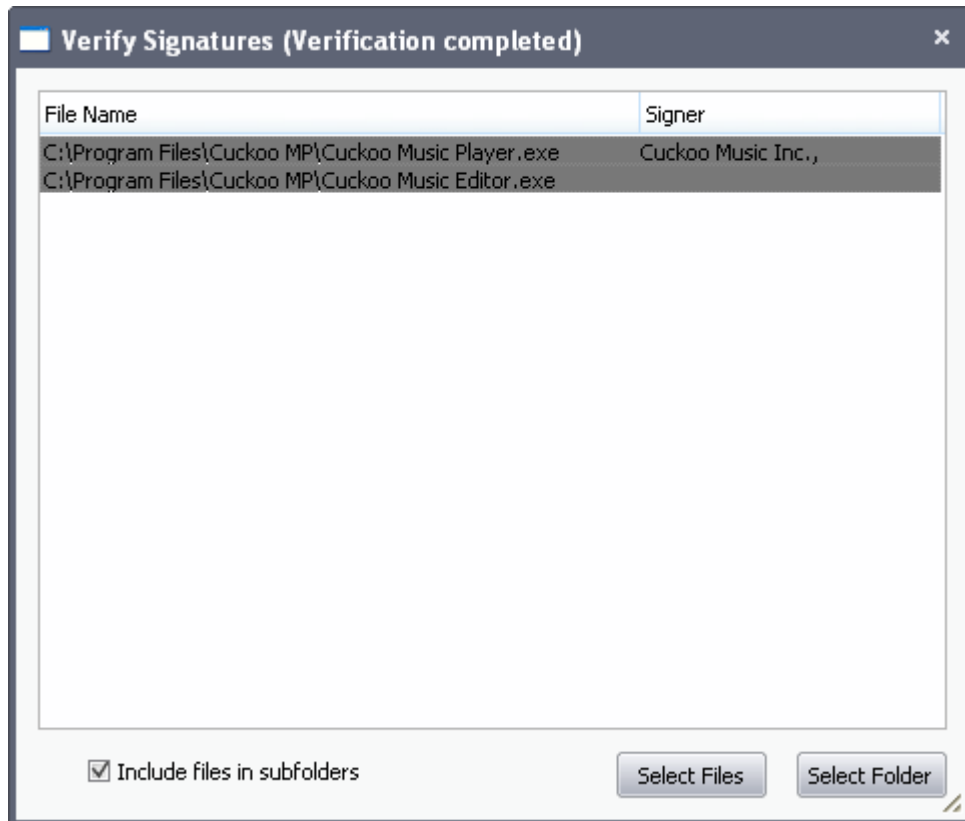 Verify Signatures (Verification completed)
File Name Signer
C:\Program Files\Cuckoo MP\Cuckoo Music Player.exe Cuckoo Music Inc.,
C:\Program Files\Cuckoo MP\Cuckoo Music Editor.exe
Include files in subfolders Select Files Select Folder